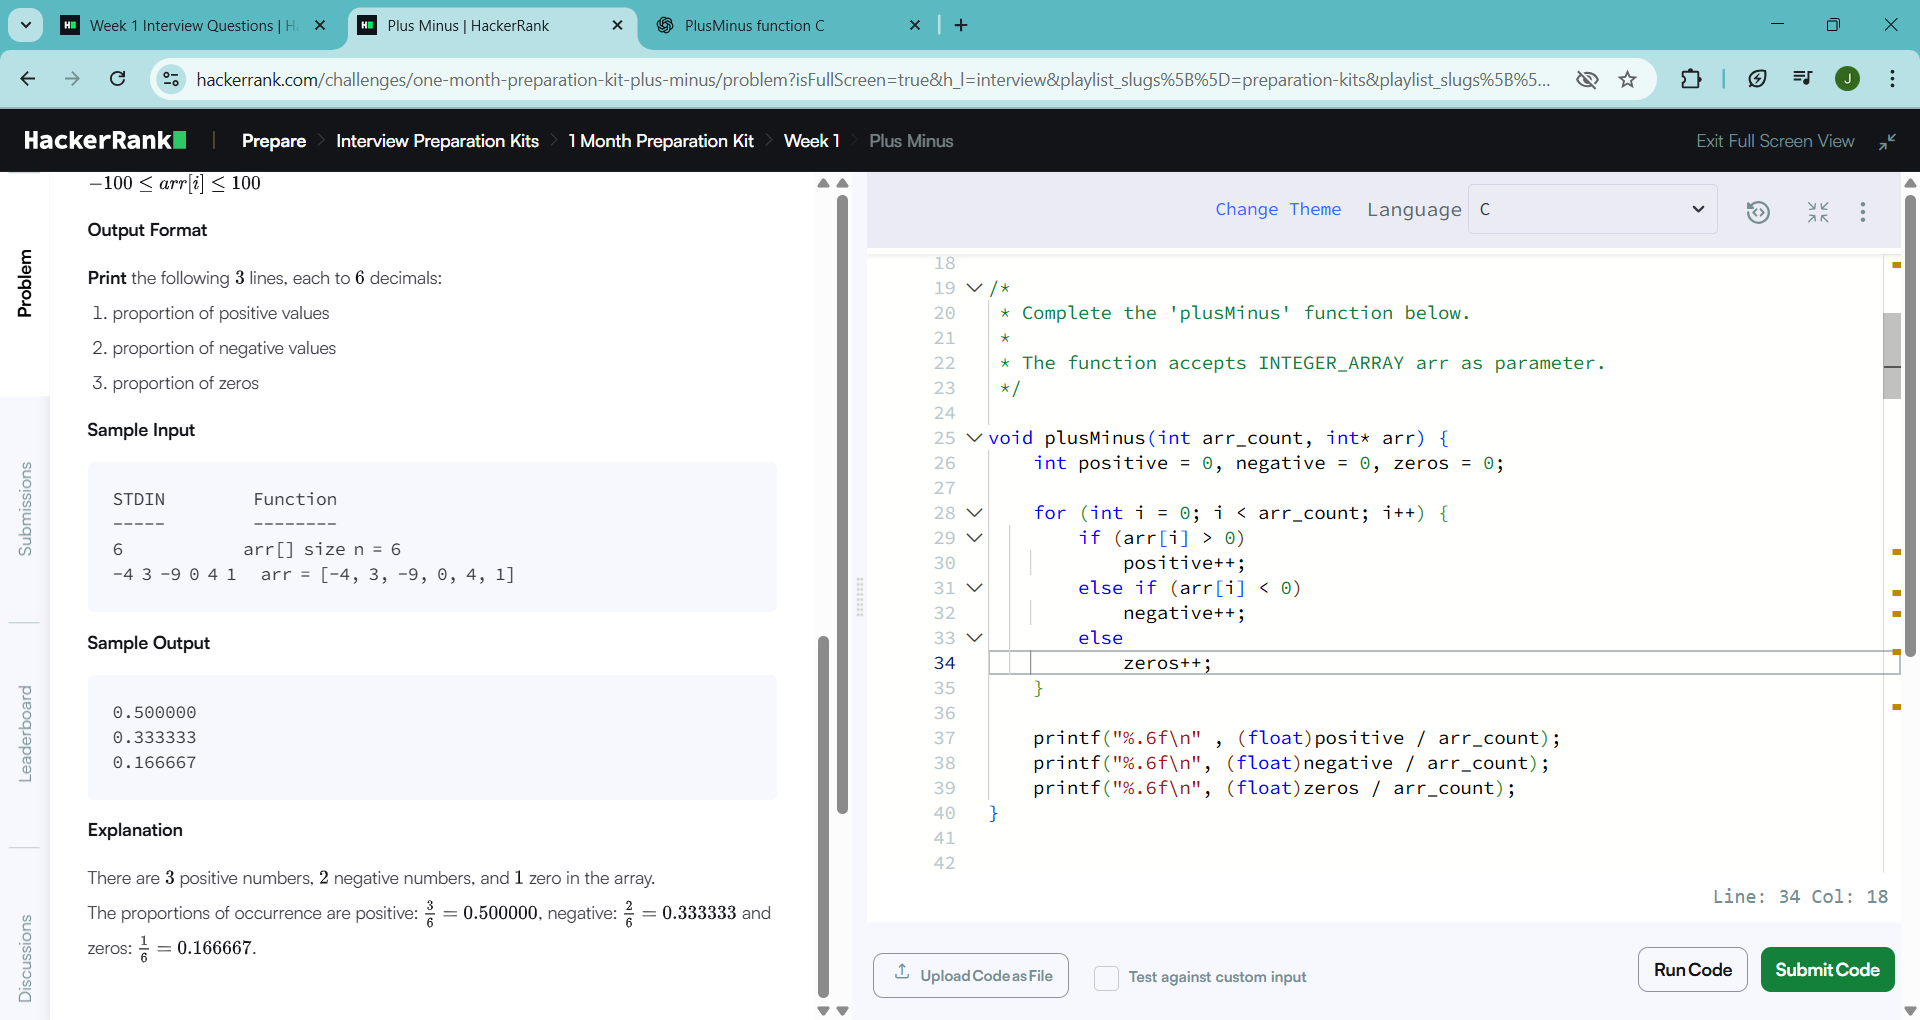 Week 1 Interview Questions | H
Plus Minus | HackerRank
PlusMinus function C
hackerrank.com/challenges/one-month-preparation-kit-plus-minus/problem?isFullScreen=true&h_l=interview&playlist_slugs%5B%5D=preparation-kits&playlist_slugs%5B%5...
J
HackerRank
Prepare
Interview Preparation Kits
1 Month Preparation Kit
Week 1
Plus Minus
Exit Full Screen View
Problem
Submissions
Leaderboard
Discussions
−100 ≤ arr[i] ≤ 100
Output Format
Print the following 3 lines, each to 6 decimals:
1. proportion of positive values
2. proportion of negative values
3. proportion of zeros
Sample Input
STDIN Function
----- --------
6 arr[] size n = 6
-4 3 -9 0 4 1 arr = [-4, 3, -9, 0, 4, 1]
Sample Output
0.500000
0.333333
0.166667
Explanation
There are 3 positive numbers, 2 negative numbers, and 1 zero in the array.
The proportions of occurrence are positive: 3/6 = 0.500000, negative: 2/6 = 0.333333 and
zeros: 1/6 = 0.166667.
Change Theme Language C
18
19 /*
20 * Complete the 'plusMinus' function below.
21 *
22 * The function accepts INTEGER_ARRAY arr as parameter.
23 */
24
25 void plusMinus(int arr_count, int* arr) {
26 int positive = 0, negative = 0, zeros = 0;
27
28 for (int i = 0; i < arr_count; i++) {
29 if (arr[i] > 0)
30 positive++;
31 else if (arr[i] < 0)
32 negative++;
33 else
34 zeros++;
35 }
36
37 printf("%.6f\n" , (float)positive / arr_count);
38 printf("%.6f\n", (float)negative / arr_count);
39 printf("%.6f\n", (float)zeros / arr_count);
40 }
41
42
Line: 34 Col: 18
Upload Code as File
Test against custom input
Run Code
Submit Code